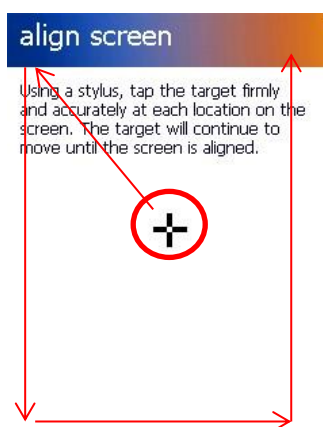 align screen
Using a stylus, tap the target firmly
and accurately at each location on the
screen. The target will continue to
move until the screen is aligned.